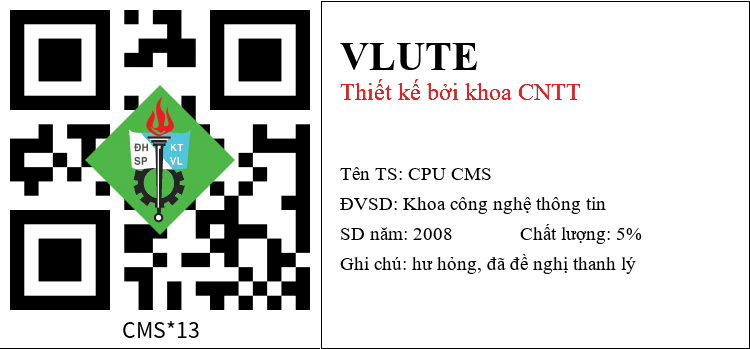 ĐH KT
SP VL
CMS*13
VLUTE
Thiết kế bởi khoa CNTT
Tên TS: CPU CMS
ĐVSD: Khoa công nghệ thông tin
SD năm: 2008 Chất lượng: 5%
Ghi chú: hư hỏng, đã đề nghị thanh lý